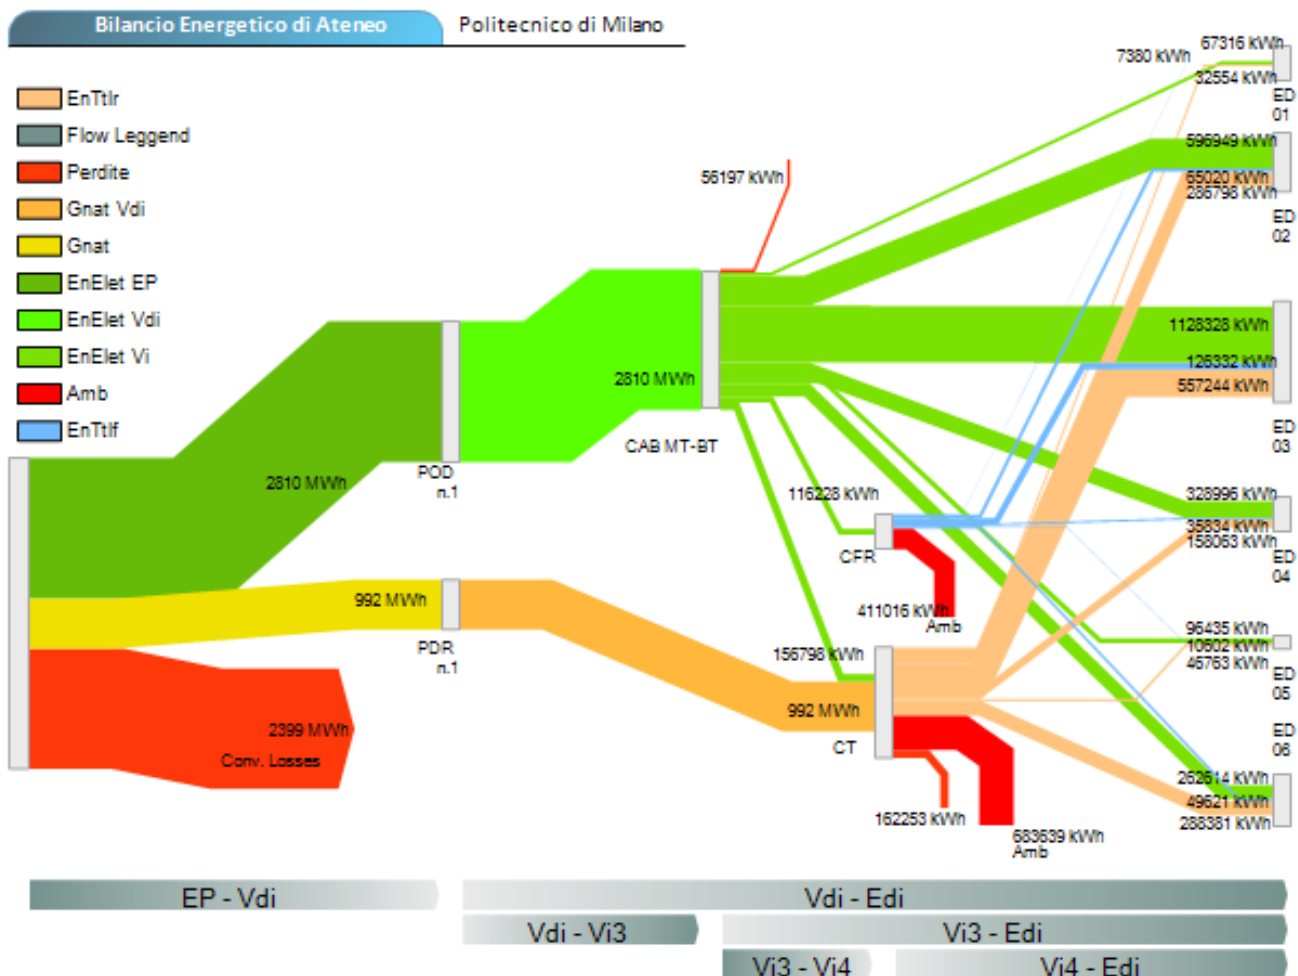 Bilancio Energetico di Ateneo
Politecnico di Milano
EnTtlr
Flow Leggend
Perdite
Gnat Vdi
Gnat
EnElet EP
EnElet Vdi
EnElet Vi
Amb
EnTtlf
2810 MWh
992 MWh
2399 MWh
Conv. Losses
POD
n.1
PDR
n.1
2810 MWh
CAB MT-BT
56197 kWh
116228 kWh
CFR
411016 kWh
Amb
156798 kWh
992 MWh
CT
162253 kWh
683639 kWh
Amb
67316 kWh
7380 kWh
32554 kWh
ED
01
596949 kWh
65020 kWh
286798 kWh
ED
02
1128328 kWh
126332 kWh
557244 kWh
ED
03
328996 kWh
35834 kWh
158063 kWh
ED
04
96435 kWh
10602 kWh
46763 kWh
ED
05
ED
06
262614 kWh
49621 kWh
288381 kWh
EP - Vdi
Vdi - Edi
Vdi - Vi3
Vi3 - Edi
Vi3 - Vi4
Vi4 - Edi